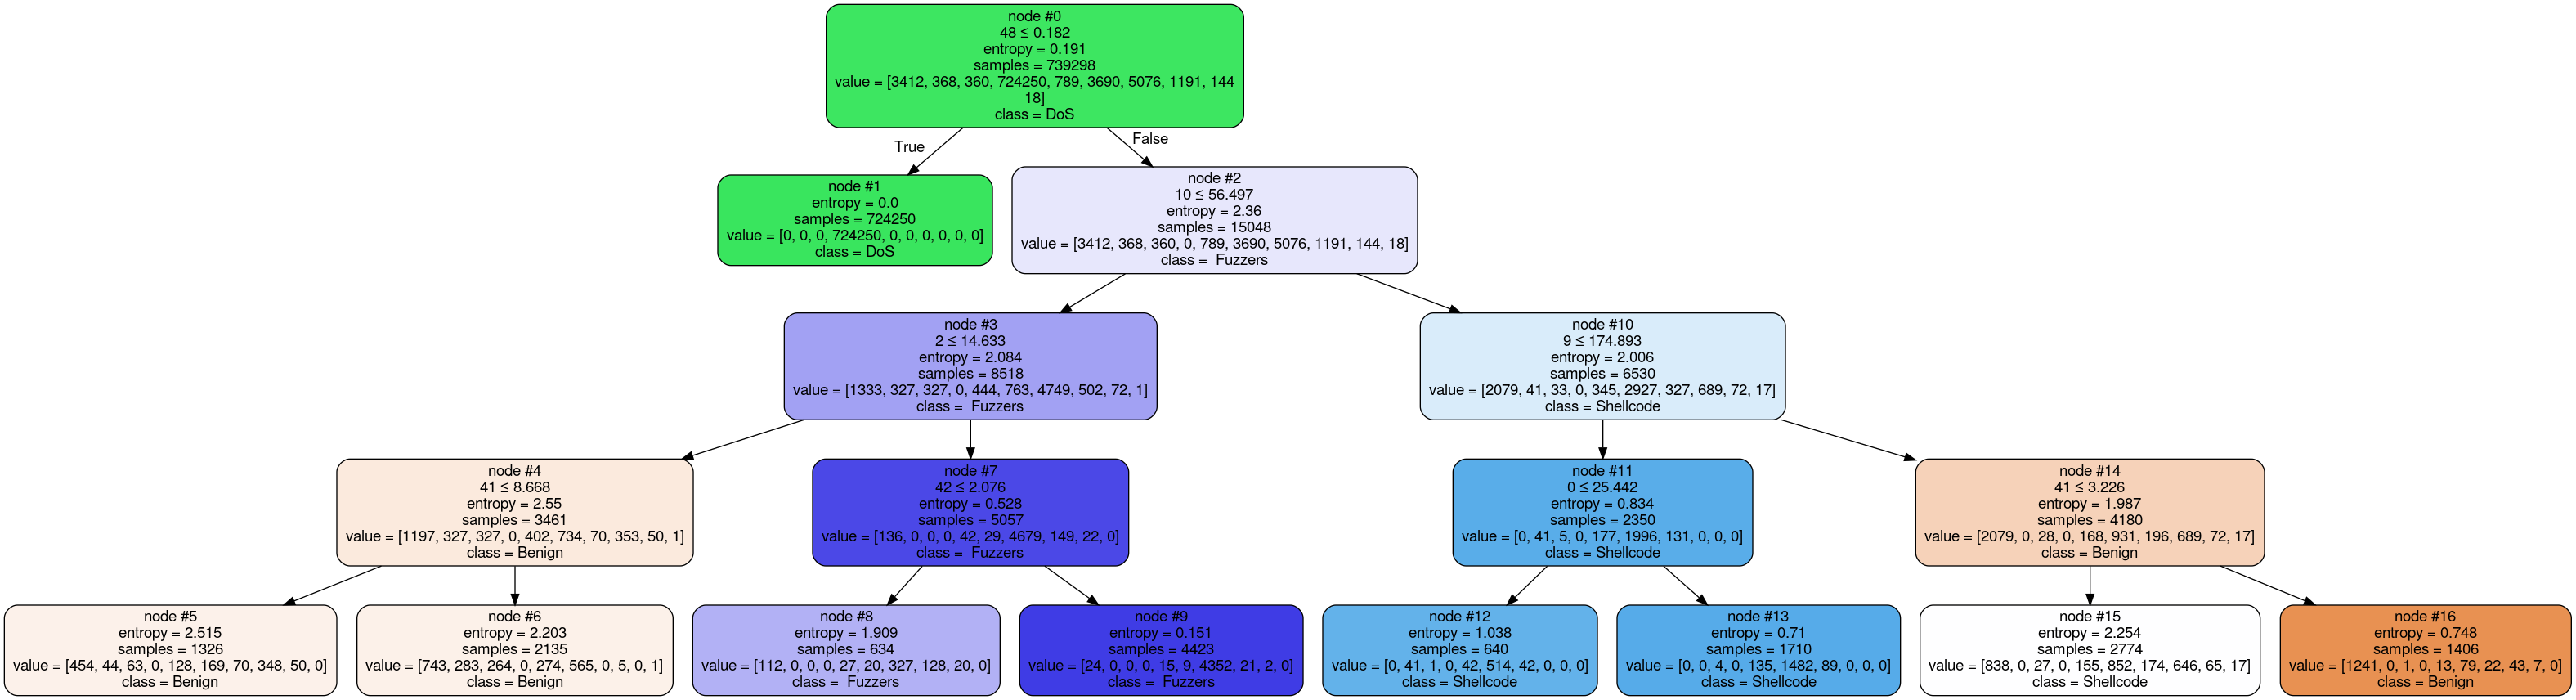 node #0
48 ≤ 0.182
entropy = 0.191
samples = 739298
value = [3412, 368, 360, 724250, 789, 3690, 5076, 1191, 144
18]
class = DoS
True
False
node #1
entropy = 0.0
samples = 724250
value = [0, 0, 0, 724250, 0, 0, 0, 0, 0, 0]
class = DoS
node #2
10 ≤ 56.497
entropy = 2.36
samples = 15048
value = [3412, 368, 360, 0, 789, 3690, 5076, 1191, 144, 18]
class =  Fuzzers
node #3
2 ≤ 14.633
entropy = 2.084
samples = 8518
value = [1333, 327, 327, 0, 444, 763, 4749, 502, 72, 1]
class =  Fuzzers
node #10
9 ≤ 174.893
entropy = 2.006
samples = 6530
value = [2079, 41, 33, 0, 345, 2927, 327, 689, 72, 17]
class = Shellcode
node #4
41 ≤ 8.668
entropy = 2.55
samples = 3461
value = [1197, 327, 327, 0, 402, 734, 70, 353, 50, 1]
class = Benign
node #7
42 ≤ 2.076
entropy = 0.528
samples = 5057
value = [136, 0, 0, 0, 42, 29, 4679, 149, 22, 0]
class =  Fuzzers
node #11
0 ≤ 25.442
entropy = 0.834
samples = 2350
value = [0, 41, 5, 0, 177, 1996, 131, 0, 0, 0]
class = Shellcode
node #14
41 ≤ 3.226
entropy = 1.987
samples = 4180
value = [2079, 0, 28, 0, 168, 931, 196, 689, 72, 17]
class = Benign
node #5
entropy = 2.515
samples = 1326
value = [454, 44, 63, 0, 128, 169, 70, 348, 50, 0]
class = Benign
node #6
entropy = 2.203
samples = 2135
value = [743, 283, 264, 0, 274, 565, 0, 5, 0, 1]
class = Benign
node #8
entropy = 1.909
samples = 634
value = [112, 0, 0, 0, 27, 20, 327, 128, 20, 0]
class =  Fuzzers
node #9
entropy = 0.151
samples = 4423
value = [24, 0, 0, 0, 15, 9, 4352, 21, 2, 0]
class =  Fuzzers
node #12
entropy = 1.038
samples = 640
value = [0, 41, 1, 0, 42, 514, 42, 0, 0, 0]
class = Shellcode
node #13
entropy = 0.71
samples = 1710
value = [0, 0, 4, 0, 135, 1482, 89, 0, 0, 0]
class = Shellcode
node #15
entropy = 2.254
samples = 2774
value = [838, 0, 27, 0, 155, 852, 174, 646, 65, 17]
class = Shellcode
node #16
entropy = 0.748
samples = 1406
value = [1241, 0, 1, 0, 13, 79, 22, 43, 7, 0]
class = Benign